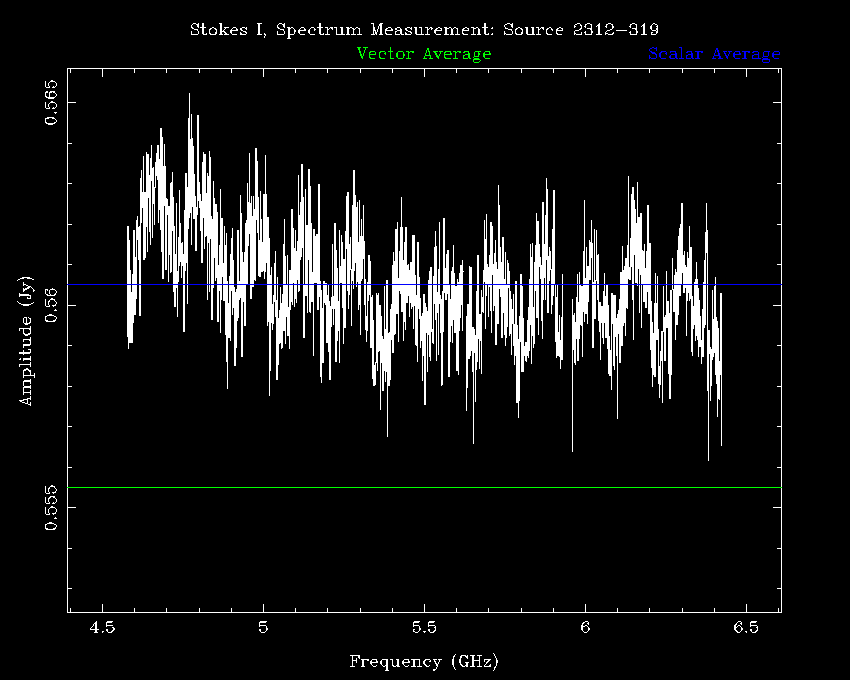 Stokes I, Spectrum Measurement: Source 2312-319
Vector Average Scalar Average
0.565
0.56
0.555
Amplitude (Jy)
4.5 5 5.5 6 6.5
Frequency (GHz)